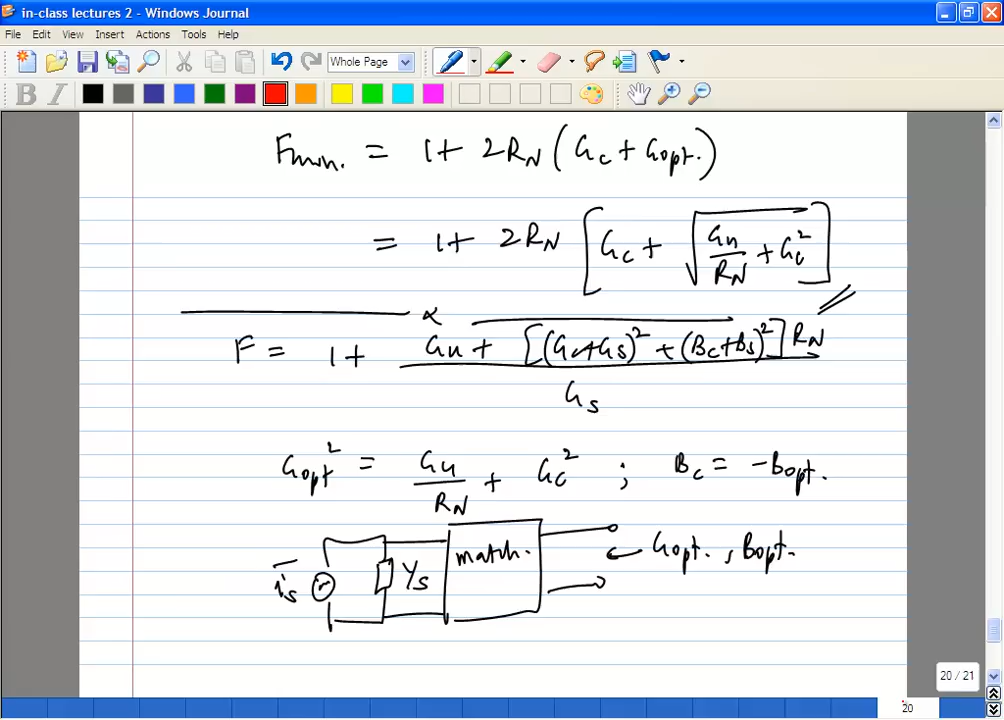 in-class lectures 2 - Windows Journal
File Edit View Insert Actions Tools Help
Whole Page
B I
Fmin. = 1+ 2RN (Gc + Gopt.)
= 1+ 2RN [Gc + √(Gu/RN + Gc²)]
F = 1+ (Gu + [(Gc+Gs)² + (Bc+Bs)²] RN)/Gs
Gopt² = Gu/RN + Gc² ; Bc = -Bopt.
is Ys match. ← Gopt. , Bopt.
20 / 21
20